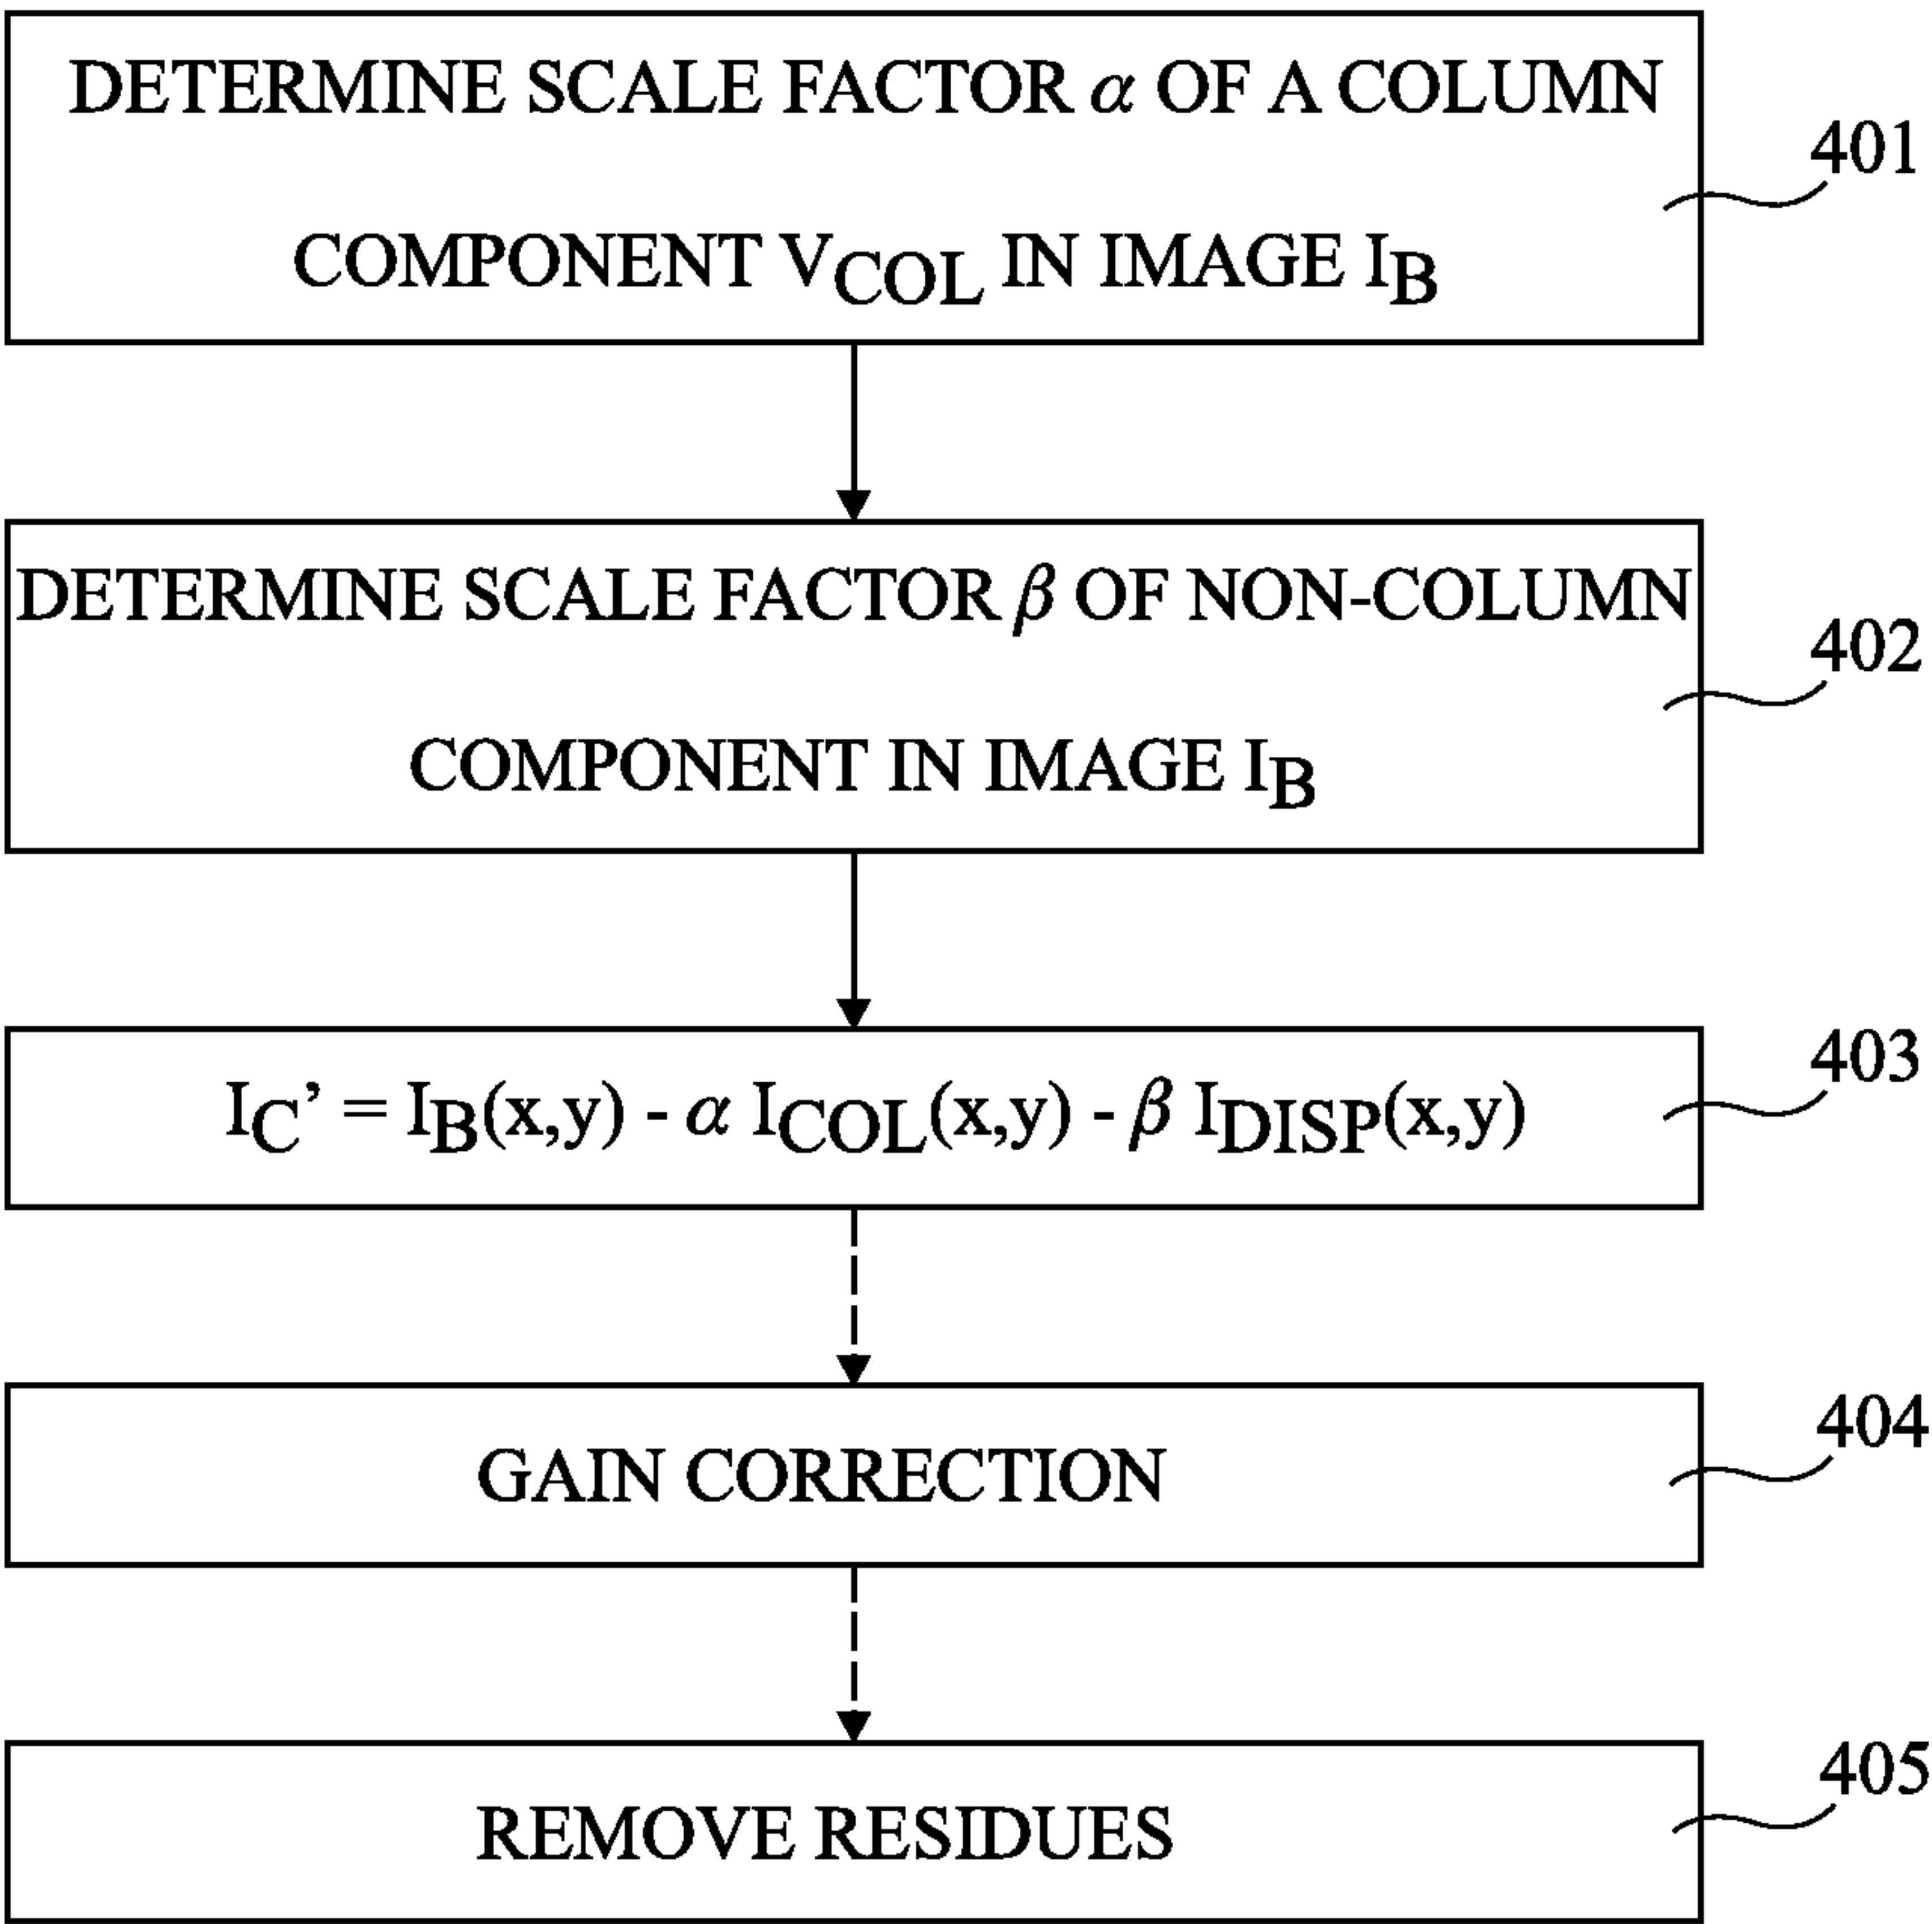 DETERMINE SCALE FACTOR α OF A COLUMN
401
COMPONENT VCOL IN IMAGE IB
DETERMINE SCALE FACTOR β OF NON-COLUMN
402
COMPONENT IN IMAGE IB
403
IC’ = IB(x,y) - α ICOL(x,y) - β IDISP(x,y)
404
GAIN CORRECTION
405
REMOVE RESIDUES